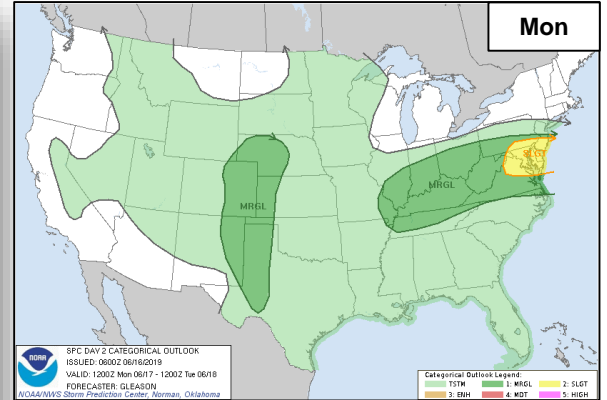 Mon
MRGL
MRGL
SLGT
NOAA
SPC DAY 2 CATEGORICAL OUTLOOK
ISSUED: 0600Z 06/16/2019
VALID: 1200Z Mon 06/17 - 1200Z Tue 06/18
FORECASTER: GLEASON
NOAA/NWS Storm Prediction Center, Norman, Oklahoma
Categorical Outlook Legend:
TSTM 1: MRGL 2: SLGT
3: ENH 4: MDT 5: HIGH